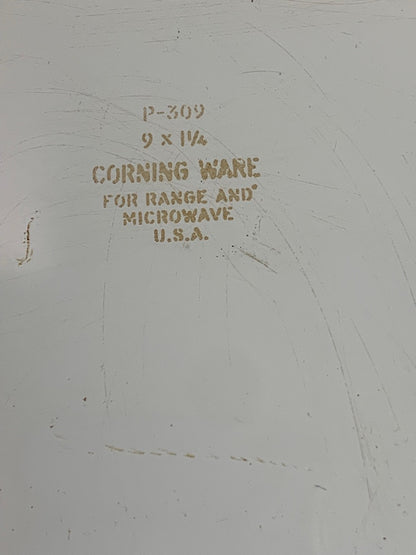 P-309
9 x 1¼
CORNING WARE
FOR RANGE AND
MICROWAVE
U.S.A.